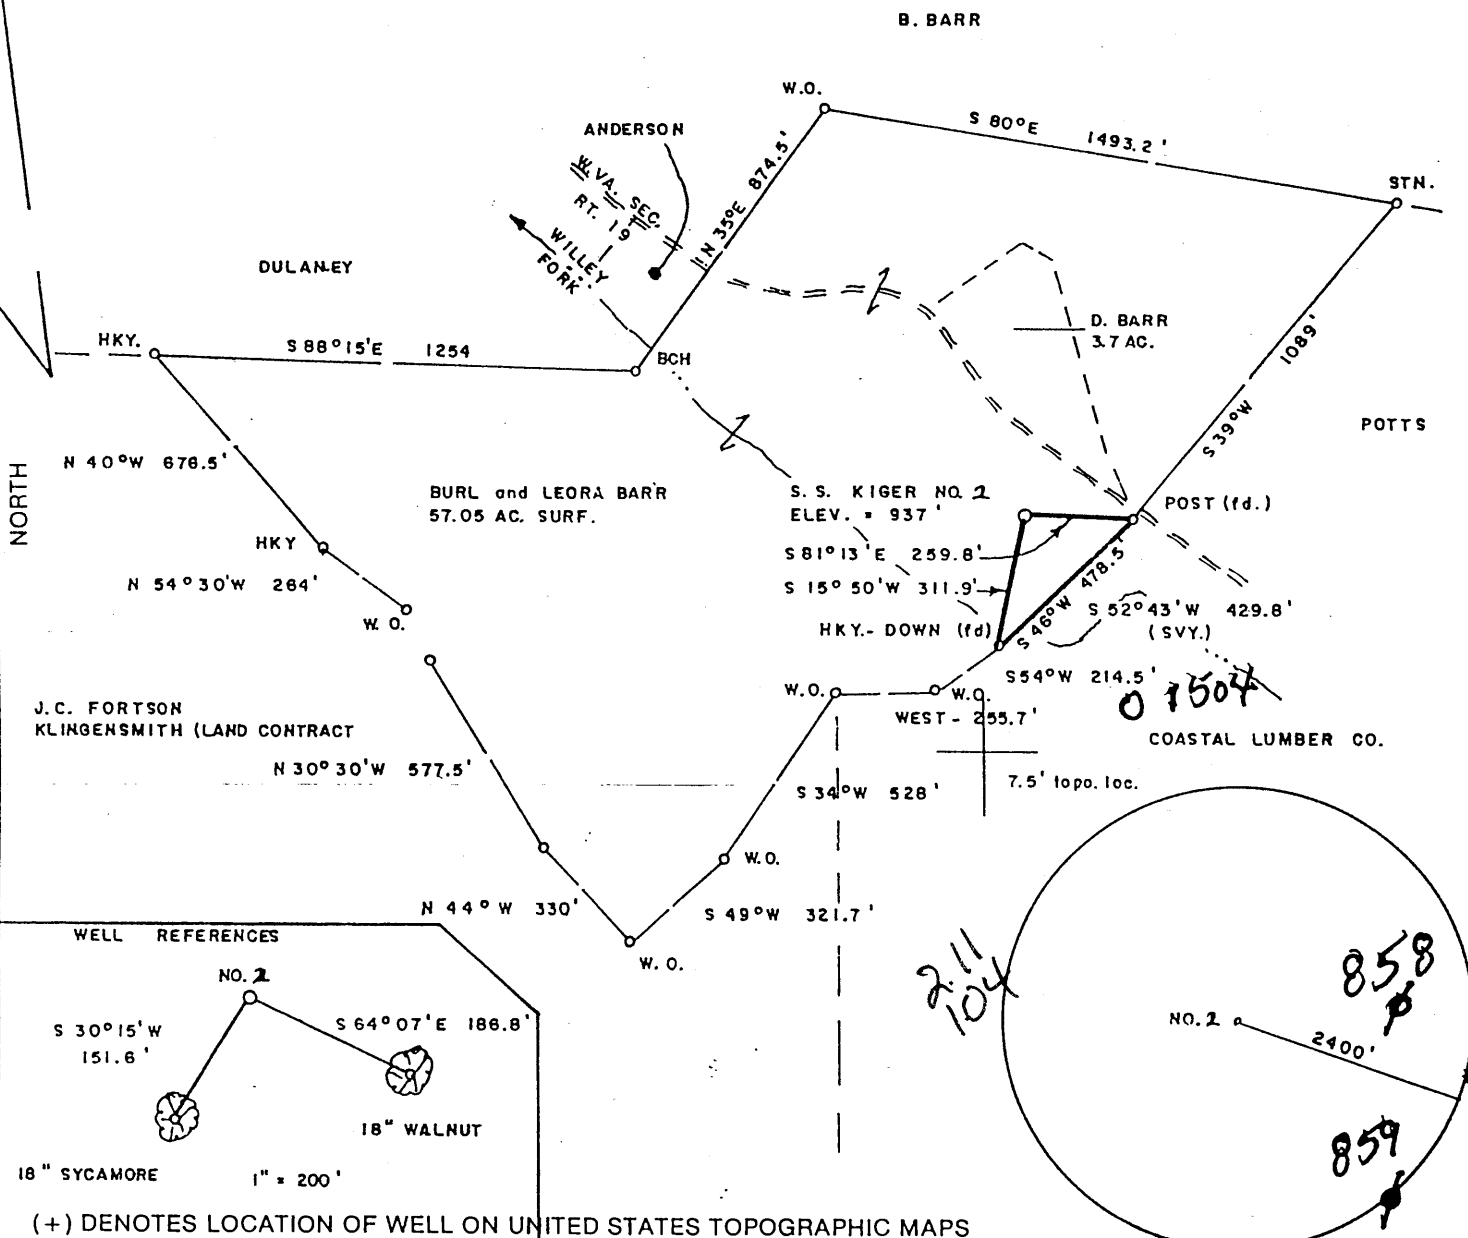 B. BARR
W.O.
S 80°E 1493.2'
STN.
ANDERSON
W. VA. SEC.
RT. 19
N 35°E 874.5'
WILLEY
FORK
DULANEY
D. BARR
3.7 AC.
S 39°W 1089'
HKY.
S 88°15'E 1254
BCH
POTTS
N 40°W 676.5'
NORTH
BURL and LEORA BARR
57.05 AC. SURF.
S. S. KIGER NO. 2
ELEV. = 937'
POST (fd.)
HKY
S 81°13'E 259.8'
N 54°30'W 264'
S 15°50'W 311.9'
S 46°W 478.5'
S 52°43'W 429.8'
(SVY.)
W. O.
HKY.- DOWN (fd)
S 54°W 214.5'
W.O.
W.O.
WEST - 255.7'
COASTAL LUMBER CO.
J.C. FORTSON
KLINGENSMITH (LAND CONTRACT
N 30°30'W 577.5'
S 34°W 528'
7.5' topo. loc.
W.O.
N 44°W 330'
S 49°W 321.7'
W. O.
WELL REFERENCES
NO. 2
S 30°15'W
151.6'
S 64°07'E 186.8'
18" WALNUT
18" SYCAMORE
1" = 200'
2.11
104
858
NO. 2
2400'
859
(+) DENOTES LOCATION OF WELL ON UNITED STATES TOPOGRAPHIC MAPS